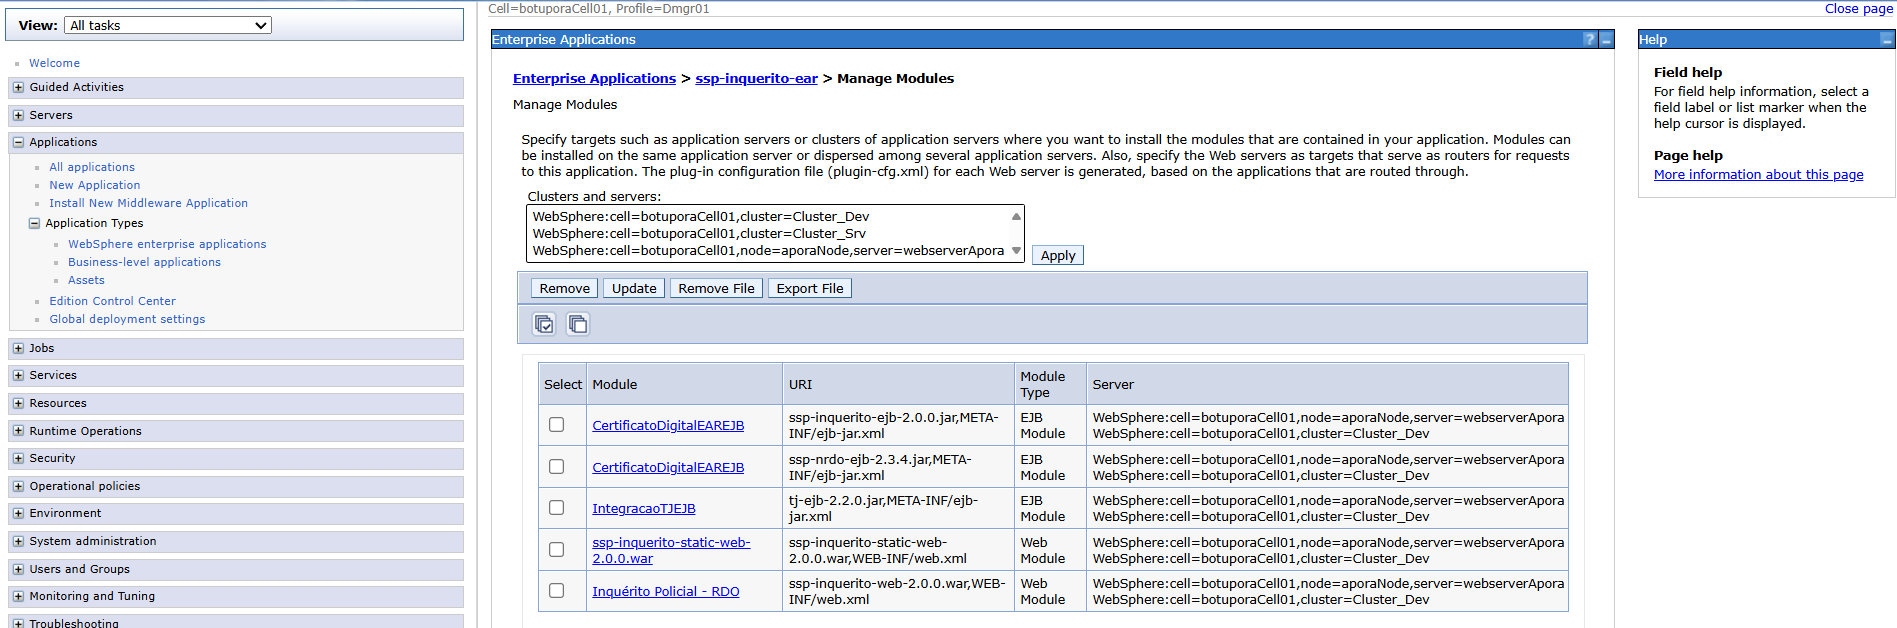 Cell=botuporaCell01, Profile=Dmgr01
Close page
View: All tasks
Welcome
Guided Activities
Servers
Applications
All applications
New Application
Install New Middleware Application
Application Types
WebSphere enterprise applications
Business-level applications
Assets
Edition Control Center
Global deployment settings
Jobs
Services
Resources
Runtime Operations
Security
Operational policies
Environment
System administration
Users and Groups
Monitoring and Tuning
Troubleshooting
Enterprise Applications ?
Enterprise Applications > ssp-inquerito-ear > Manage Modules
Manage Modules
Specify targets such as application servers or clusters of application servers where you want to install the modules that are contained in your application. Modules can
be installed on the same application server or dispersed among several application servers. Also, specify the Web servers as targets that serve as routers for requests
to this application. The plug-in configuration file (plugin-cfg.xml) for each Web server is generated, based on the applications that are routed through.
Clusters and servers:
WebSphere:cell=botuporaCell01,cluster=Cluster_Dev
WebSphere:cell=botuporaCell01,cluster=Cluster_Srv
WebSphere:cell=botuporaCell01,node=aporaNode,server=webserverApora
Apply
Remove Update Remove File Export File
Select Module URI Module Type Server
CertificatoDigitalEAREJB
ssp-inquerito-ejb-2.0.0.jar,META-
INF/ejb-jar.xml
EJB
Module
WebSphere:cell=botuporaCell01,node=aporaNode,server=webserverApora
WebSphere:cell=botuporaCell01,cluster=Cluster_Dev
CertificatoDigitalEAREJB
ssp-nrdo-ejb-2.3.4.jar,META-
INF/ejb-jar.xml
EJB
Module
WebSphere:cell=botuporaCell01,node=aporaNode,server=webserverApora
WebSphere:cell=botuporaCell01,cluster=Cluster_Dev
IntegracaoTJEJB
tj-ejb-2.2.0.jar,META-INF/ejb-
jar.xml
EJB
Module
WebSphere:cell=botuporaCell01,node=aporaNode,server=webserverApora
WebSphere:cell=botuporaCell01,cluster=Cluster_Dev
ssp-inquerito-static-web-
2.0.0.war
ssp-inquerito-static-web-
2.0.0.war,WEB-INF/web.xml
Web
Module
WebSphere:cell=botuporaCell01,node=aporaNode,server=webserverApora
WebSphere:cell=botuporaCell01,cluster=Cluster_Dev
Inquérito Policial - RDO
ssp-inquerito-web-2.0.0.war,WEB-
INF/web.xml
Web
Module
WebSphere:cell=botuporaCell01,node=aporaNode,server=webserverApora
WebSphere:cell=botuporaCell01,cluster=Cluster_Dev
Help
Field help
For field help information, select a
field label or list marker when the
help cursor is displayed.
Page help
More information about this page